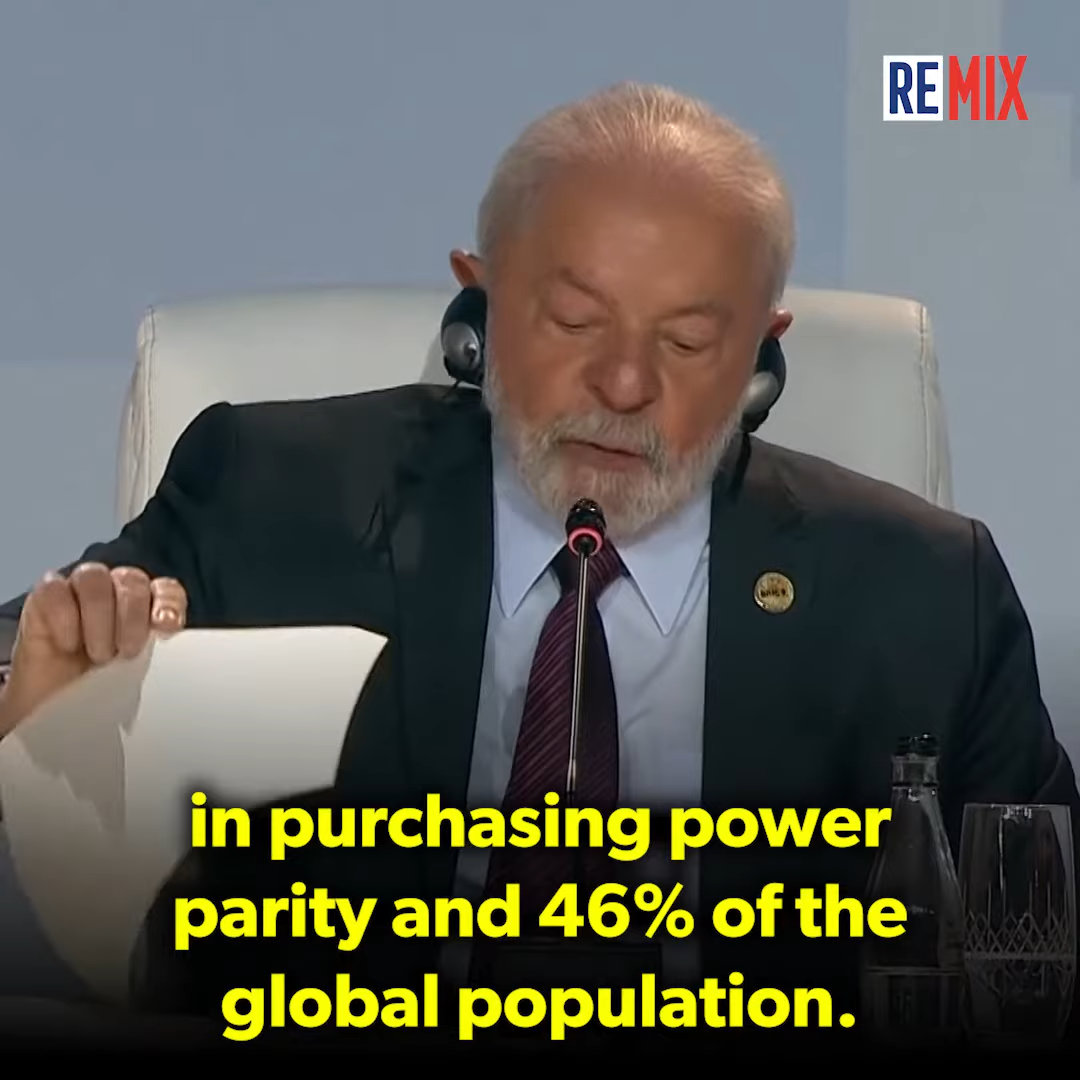 REMIX
in purchasing power
parity and 46% of the
global population.